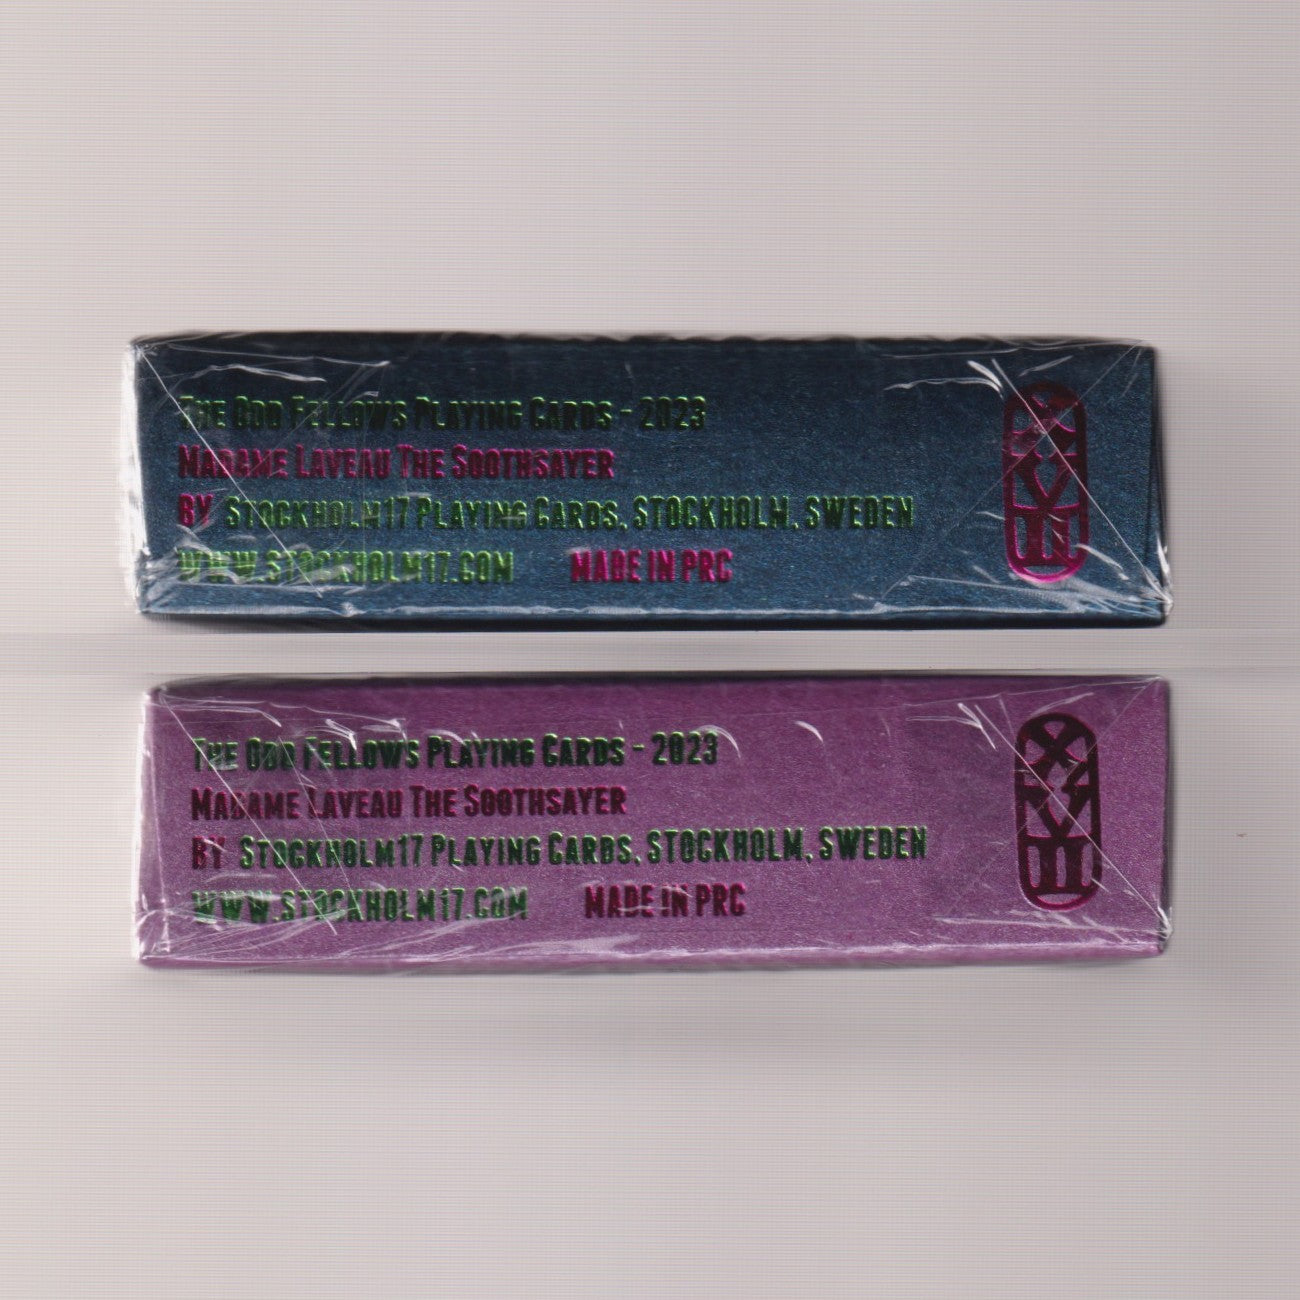 The Odd Fellows Playing Cards - 2023
Madame Laveau The Soothsayer
BY Stockholm17 Playing Cards, STOCKHOLM, SWEDEN
WWW.STOCKHOLM17.COM MADE IN PRC
XVII
The Odd Fellows Playing Cards - 2023
Madame Laveau The Soothsayer
BY Stockholm17 Playing Cards, STOCKHOLM, SWEDEN
WWW.STOCKHOLM17.COM MADE IN PRC
XVII